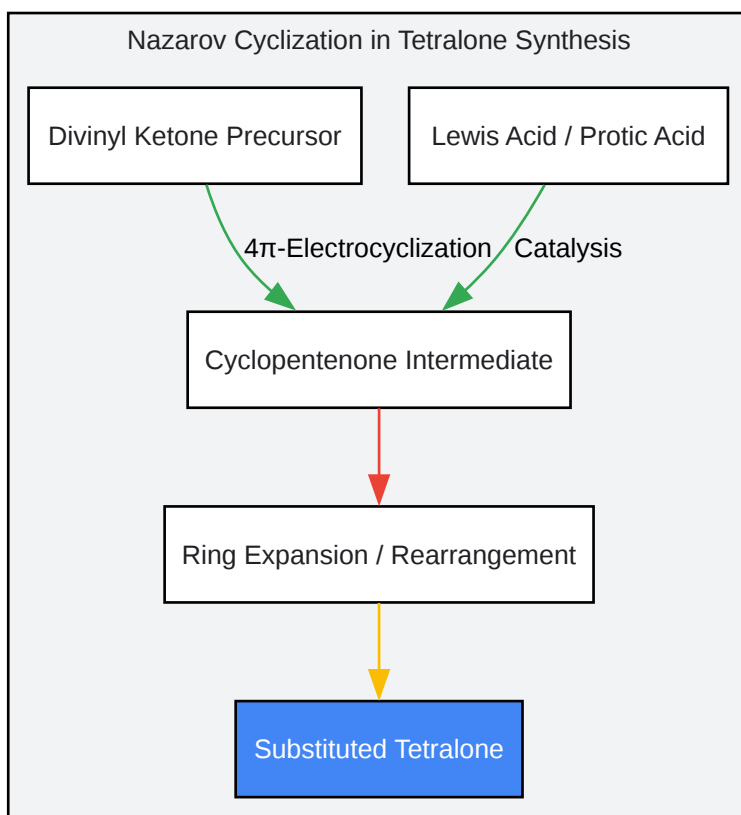 Nazarov Cyclization in Tetralone Synthesis
Divinyl Ketone Precursor
Lewis Acid / Protic Acid
4π-Electrocyclization
Catalysis
Cyclopentenone Intermediate
Ring Expansion / Rearrangement
Substituted Tetralone